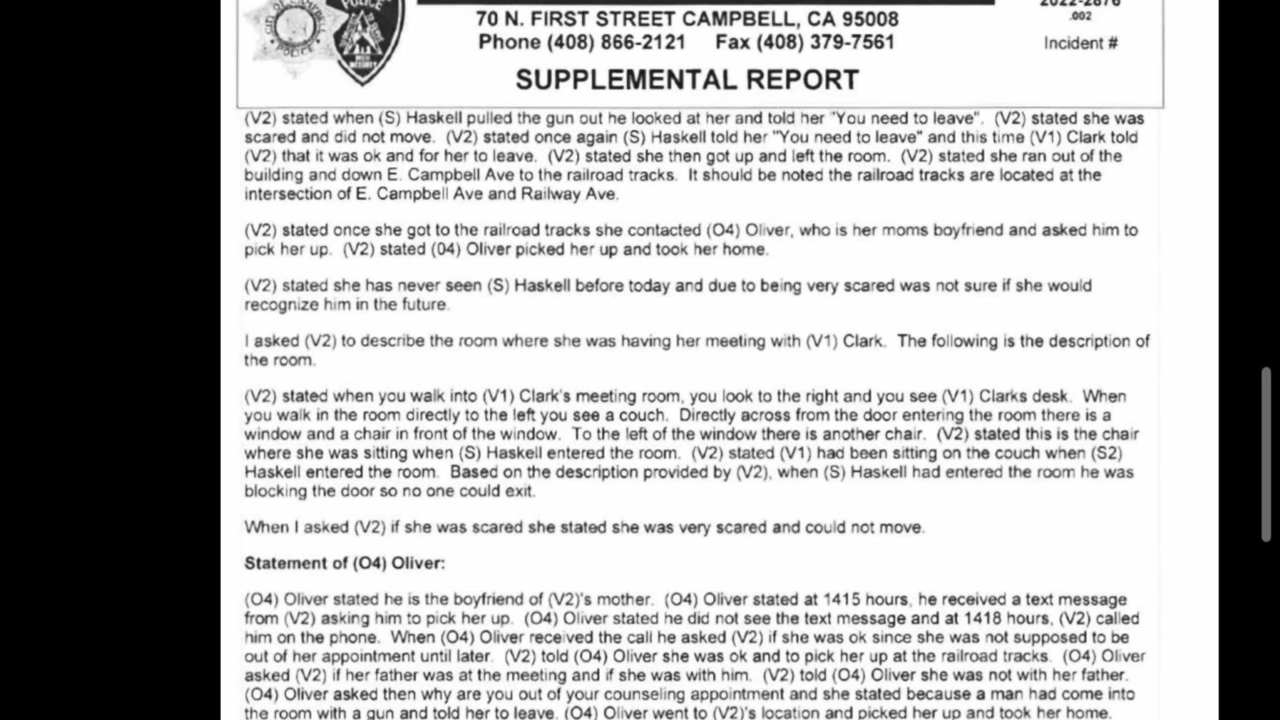 CITY OF CAMPBELL
POLICE
POLICE
70 N. FIRST STREET CAMPBELL, CA 95008
Phone (408) 866-2121 Fax (408) 379-7561
2022-2876
.002
Incident #
SUPPLEMENTAL REPORT
(V2) stated when (S) Haskell pulled the gun out he looked at her and told her "You need to leave". (V2) stated she was
scared and did not move. (V2) stated once again (S) Haskell told her "You need to leave" and this time (V1) Clark told
(V2) that it was ok and for her to leave. (V2) stated she then got up and left the room. (V2) stated she ran out of the
building and down E. Campbell Ave to the railroad tracks. It should be noted the railroad tracks are located at the
intersection of E. Campbell Ave and Railway Ave.
(V2) stated once she got to the railroad tracks she contacted (O4) Oliver, who is her moms boyfriend and asked him to
pick her up. (V2) stated (04) Oliver picked her up and took her home.
(V2) stated she has never seen (S) Haskell before today and due to being very scared was not sure if she would
recognize him in the future.
I asked (V2) to describe the room where she was having her meeting with (V1) Clark. The following is the description of
the room.
(V2) stated when you walk into (V1) Clark's meeting room, you look to the right and you see (V1) Clarks desk. When
you walk in the room directly to the left you see a couch. Directly across from the door entering the room there is a
window and a chair in front of the window. To the left of the window there is another chair. (V2) stated this is the chair
where she was sitting when (S) Haskell entered the room. (V2) stated (V1) had been sitting on the couch when (S2)
Haskell entered the room. Based on the description provided by (V2), when (S) Haskell had entered the room he was
blocking the door so no one could exit.
When I asked (V2) if she was scared she stated she was very scared and could not move.
Statement of (O4) Oliver:
(O4) Oliver stated he is the boyfriend of (V2)'s mother. (O4) Oliver stated at 1415 hours, he received a text message
from (V2) asking him to pick her up. (O4) Oliver stated he did not see the text message and at 1418 hours, (V2) called
him on the phone. When (O4) Oliver received the call he asked (V2) if she was ok since she was not supposed to be
out of her appointment until later. (V2) told (O4) Oliver she was ok and to pick her up at the railroad tracks. (O4) Oliver
asked (V2) if her father was at the meeting and if she was with him. (V2) told (O4) Oliver she was not with her father.
(O4) Oliver asked then why are you out of your counseling appointment and she stated because a man had come into
the room with a gun and told her to leave. (O4) Oliver went to (V2)'s location and picked her up and took her home.